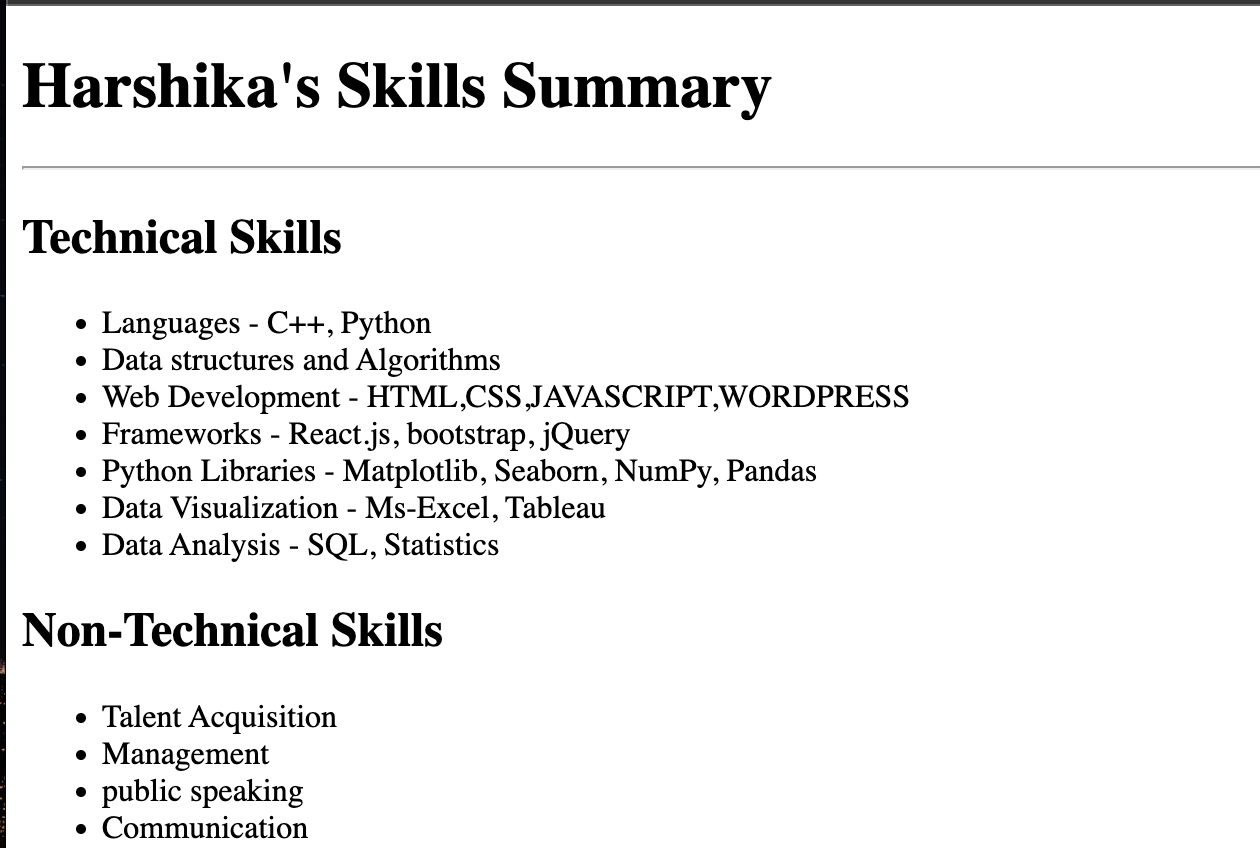 Harshika's Skills Summary
Technical Skills
Languages - C++, Python
Data structures and Algorithms
Web Development - HTML,CSS,JAVASCRIPT,WORDPRESS
Frameworks - React.js, bootstrap, jQuery
Python Libraries - Matplotlib, Seaborn, NumPy, Pandas
Data Visualization - Ms-Excel, Tableau
Data Analysis - SQL, Statistics
Non-Technical Skills
Talent Acquisition
Management
public speaking
Communication